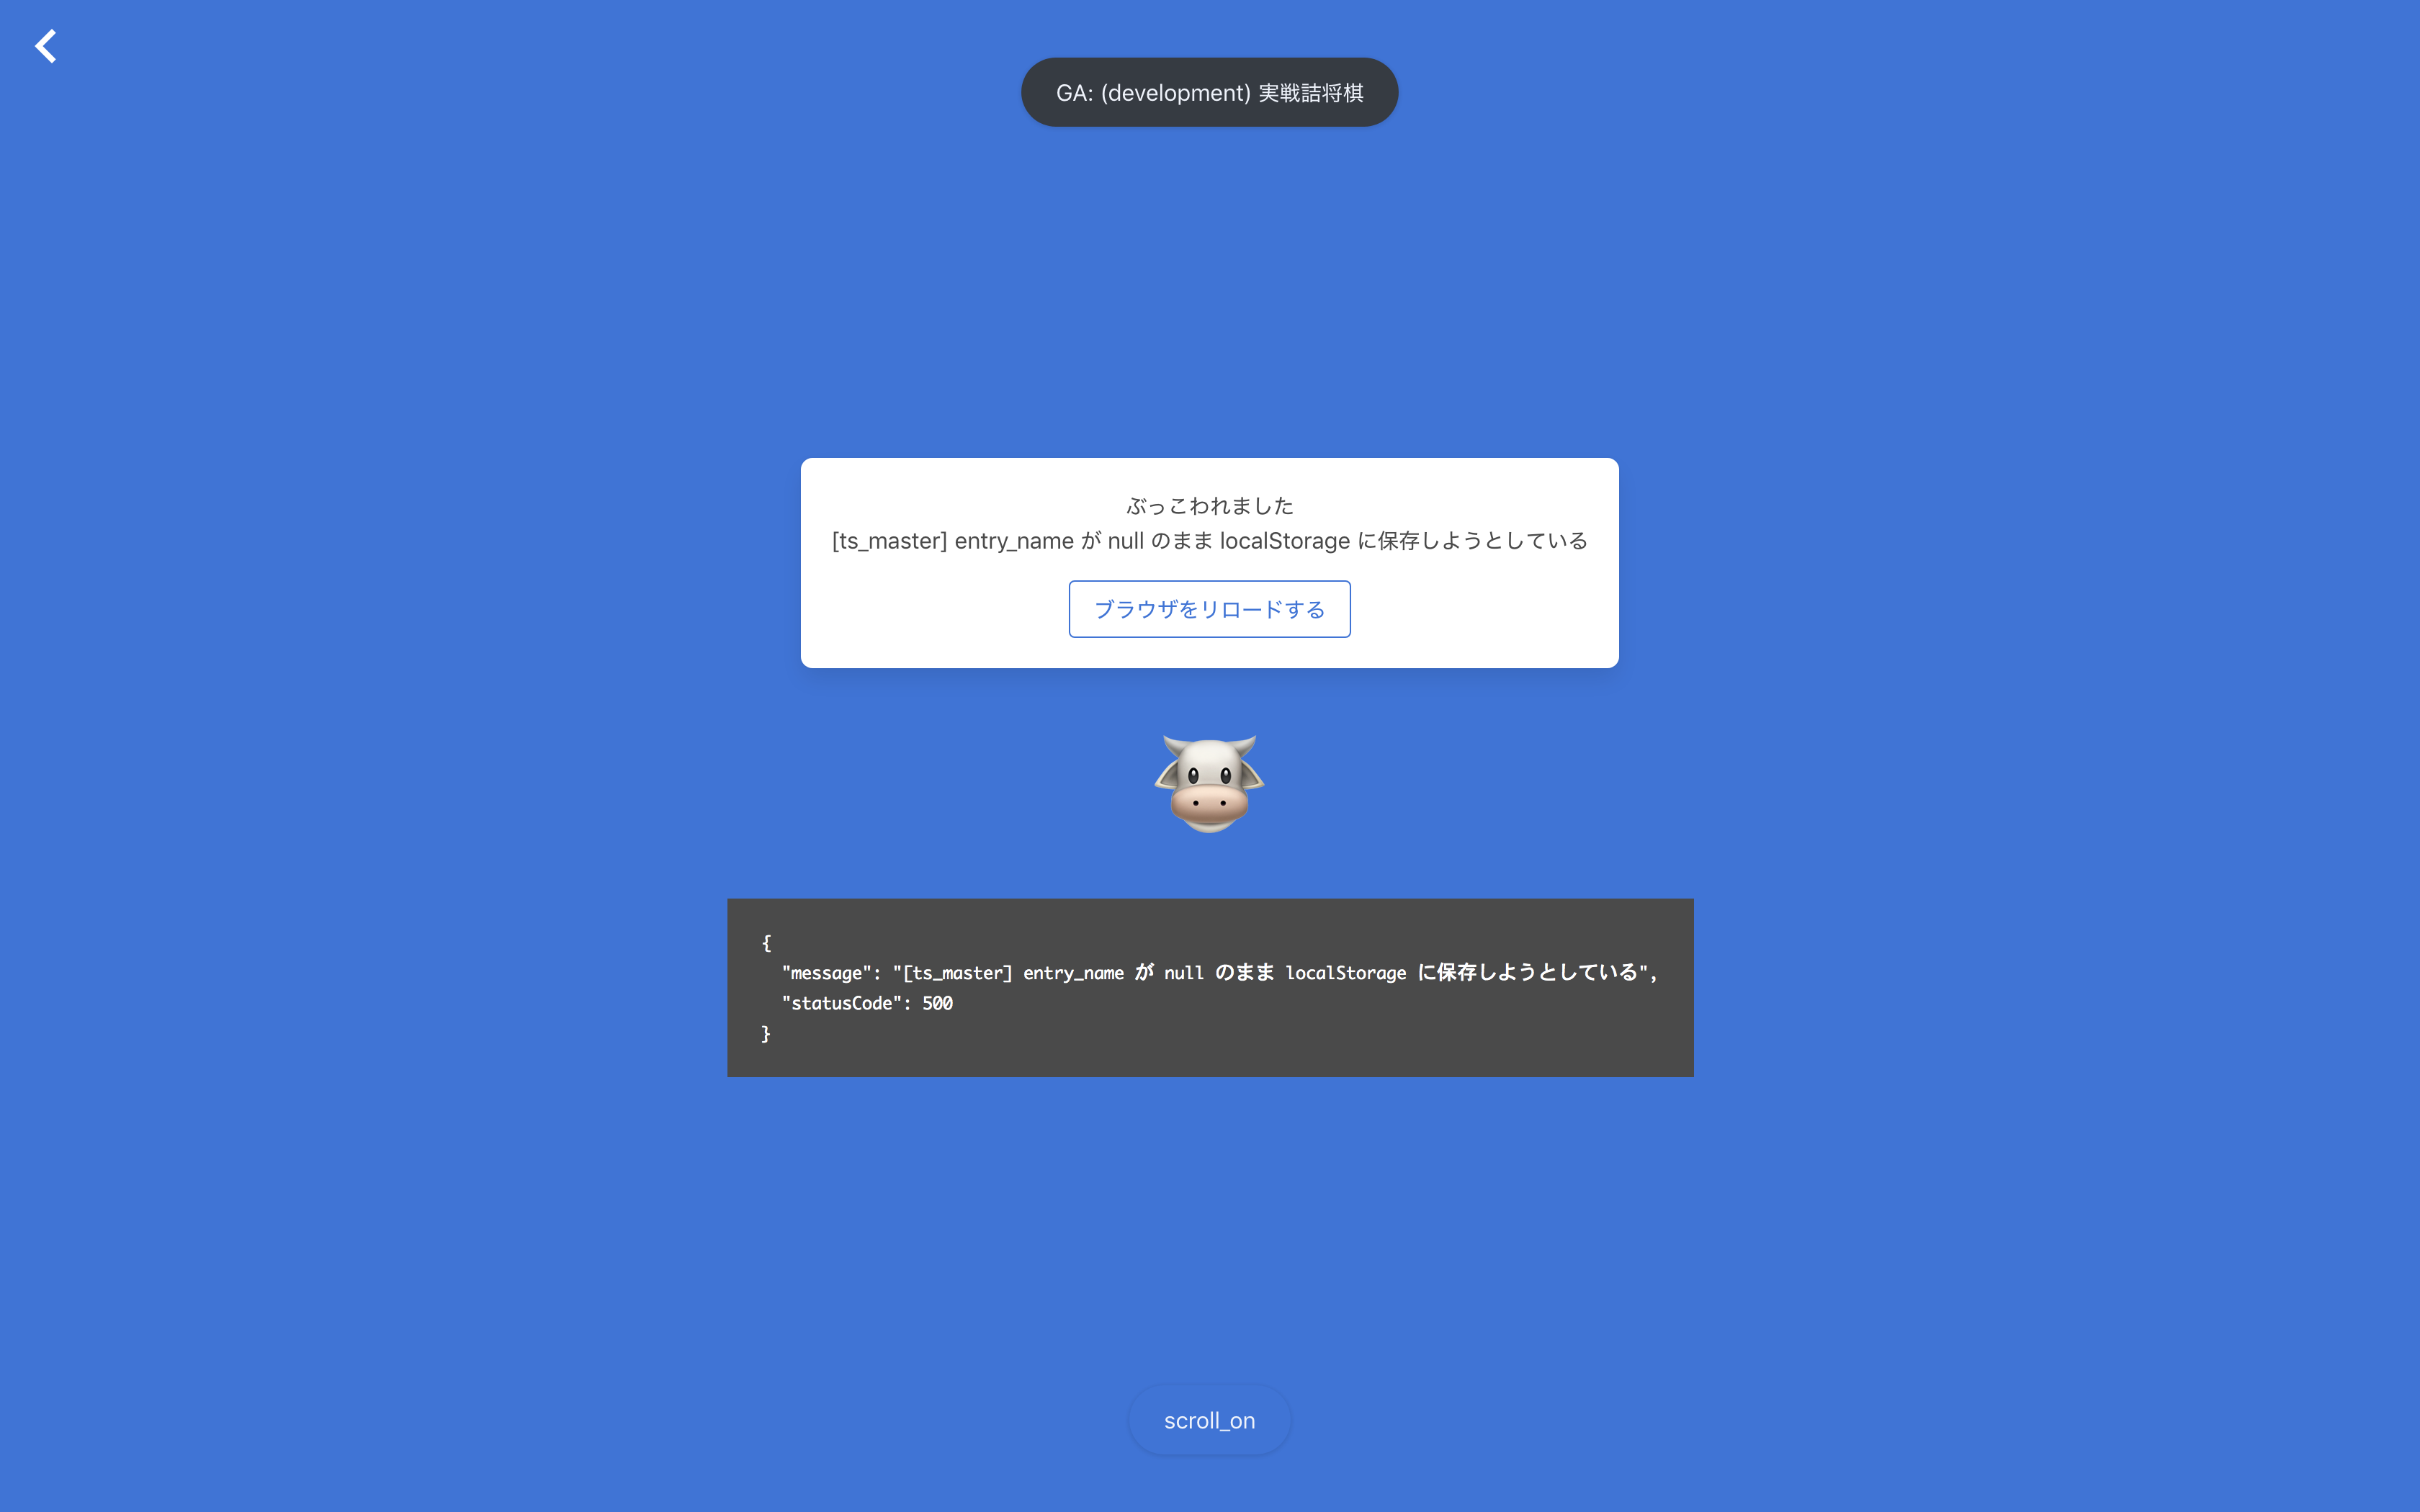 GA: (development) 実戦詰将棋
ぶっこわれました
[ts_master] entry_name が null のまま localStorage に保存しようとしている
ブラウザをリロードする
{
  "message": "[ts_master] entry_name が null のまま localStorage に保存しようとしている",
  "statusCode": 500
}
scroll_on